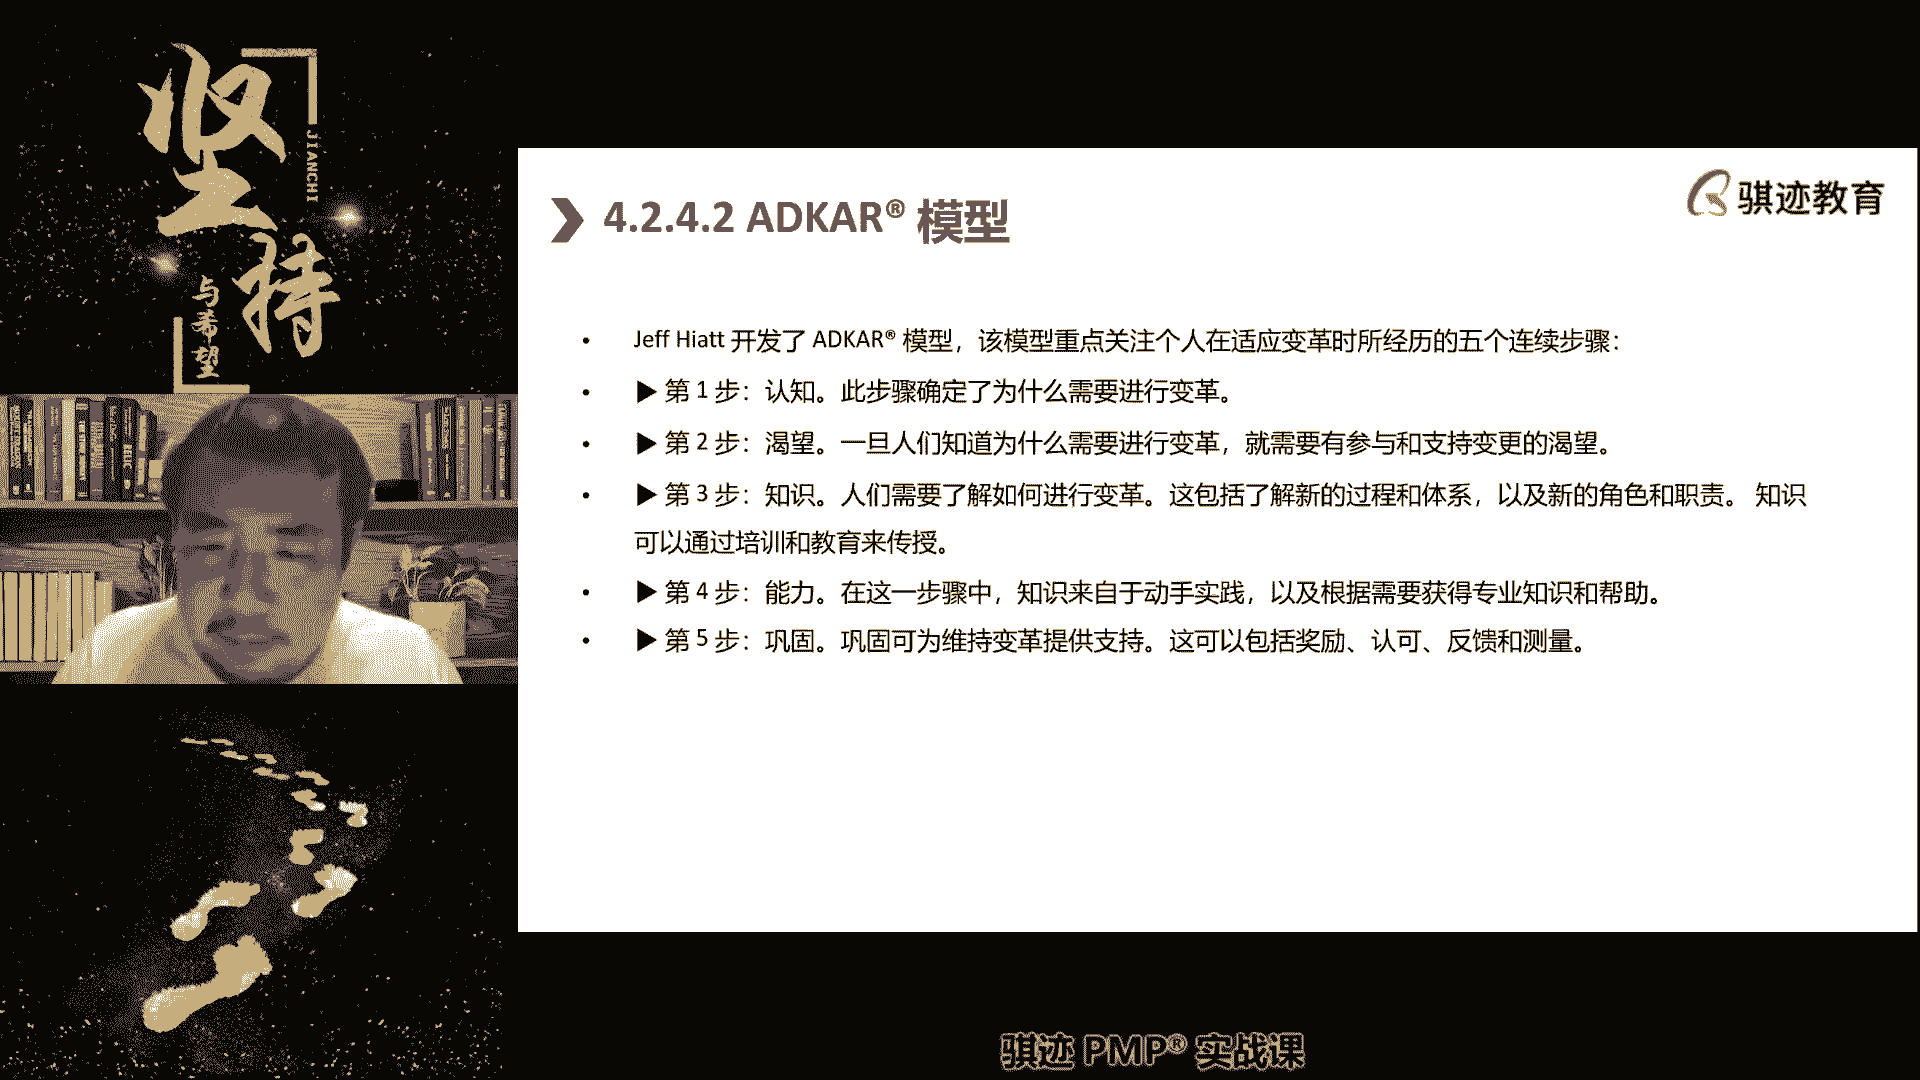 坚持
JIANCHI
与希望
骐迹教育
4.2.4.2 ADKAR® 模型
• Jeff Hiatt 开发了 ADKAR® 模型，该模型重点关注个人在适应变革时所经历的五个连续步骤：
• ▶ 第 1 步：认知。此步骤确定了为什么需要进行变革。
• ▶ 第 2 步：渴望。一旦人们知道为什么需要进行变革，就需要有参与和支持变更的渴望。
• ▶ 第 3 步：知识。人们需要了解如何进行变革。这包括了解新的过程和体系，以及新的角色和职责。 知识
可以通过培训和教育来传授。
• ▶ 第 4 步：能力。在这一步骤中，知识来自于动手实践，以及根据需要获得专业知识和帮助。
• ▶ 第 5 步：巩固。巩固可为维持变革提供支持。这可以包括奖励、认可、反馈和测量。
骐迹 PMP® 实战课